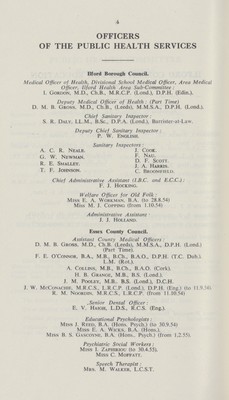 4
OFFICERS
OF THE PUBLIC HEALTH SERVICES
Ilford Borough Council.
Medical Officer of Health, Divisional School Medical Officer, Area Medical
Officer, Ilford Health Area Sub-Committee :
I. GORDON, M.D., Ch.B., M.R.C.P. (Lond.), D.P.H. (Edin.).
Deputy Medical Officer of Health : (Part Time)
D. M. B. GROSS, M.D., Ch.B., (Leeds), M.M.S.A., D.P.H. (Lond.).
Chief Sanitary Inspector :
S. R. DALY, LL.M., B.Sc., D.P.A. (Lond.), Barrister-at-Law.
Deputy Chief Sanitary Inspector :
P. W. ENGLISH.
Sanitary Inspectors :
A. C. R. NEALE. J. COOK.
G. W. NEWMAN. F. NAU.
R. E. SMALLEY. D. F. SCOTT.
T. F. JOHNSON. J. A. HARRIS.
C. BROOMFIELD.
Chief Administrative Assistant (I.B.C. and E.C.C.) :
F. J. HOCKING.
Welfare Officer for Old Folk :
Miss E. A. WORKMAN, B.A. (to 28.8.54)
Miss M. J. COPPING (from 1.10.54)
Administrative Assistant
J. J. HOLLAND.
Essex County Council.
Assistant County Medical Officers :
D. M. B. GROSS, M.D., Ch.B. (Leeds), M.M.S.A., D.P.H. (Lond.)
(Part Time).
F. E. O'CONNOR, B.A., M.B., B.Ch., B.A.O., D.P.H. (T.C. Dub.).
L.M. (Rot.).
A. COLLINS, M.B., B.Ch., B.A.O. (Cork).
H. B. GRANGE, M.B., B.S. (Lond.).
J. M. POOLEY, M.B., B.S. (Lond.), D.C.H.
J. W. McCONACHIE, M.R.C.S., L.R.C.P. (Lond.), D.P.H. (Eng.) (to 11.9.54)
R. M. NOORDIN, M.R.C.S., L.R.C.P. (from 11.10.54)
Senior Dental Officer :
E. V. HAIGH, L.D.S., R.C.S. (Eng.).
Educational Psychologists :
Miss J. REED, B.A. (Hons. Psych.) (to 30.9.54)
Miss E. A. WICKS, B.A. (Hons.).
Miss B. S. GASCOYNE, B.A. (Hons. Psych.) (from 1.2.55).
Psychiatric Social Workers :
Miss I. ZAPHIRIOU (to 30.4.55).
Miss C. MOFFATT.
Speech Therapist :
Mrs. M. WALKER, L.C.S.T.